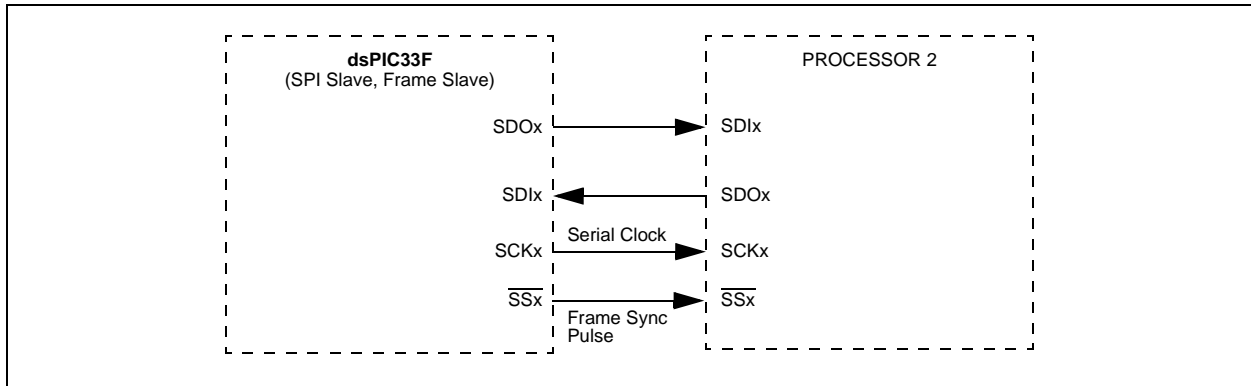 dsPIC33F
(SPI Slave, Frame Slave)
PROCESSOR 2
SDOx
SDIx
SDIx
SDOx
Serial Clock
SCKx
SCKx
SSx
SSx
Frame Sync
Pulse